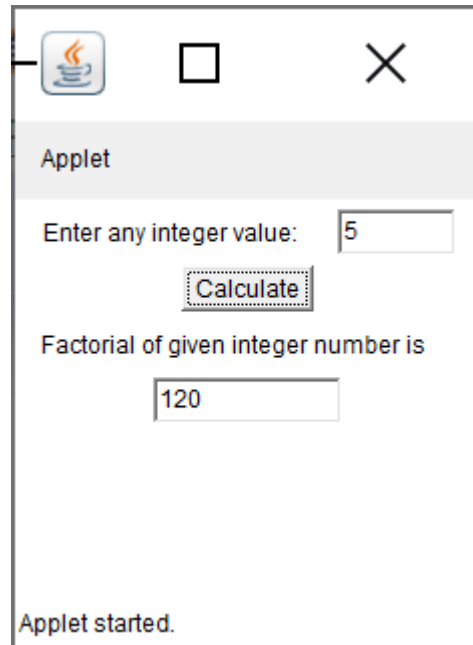 Applet
Enter any integer value: 5
Calculate
Factorial of given integer number is
120
Applet started.